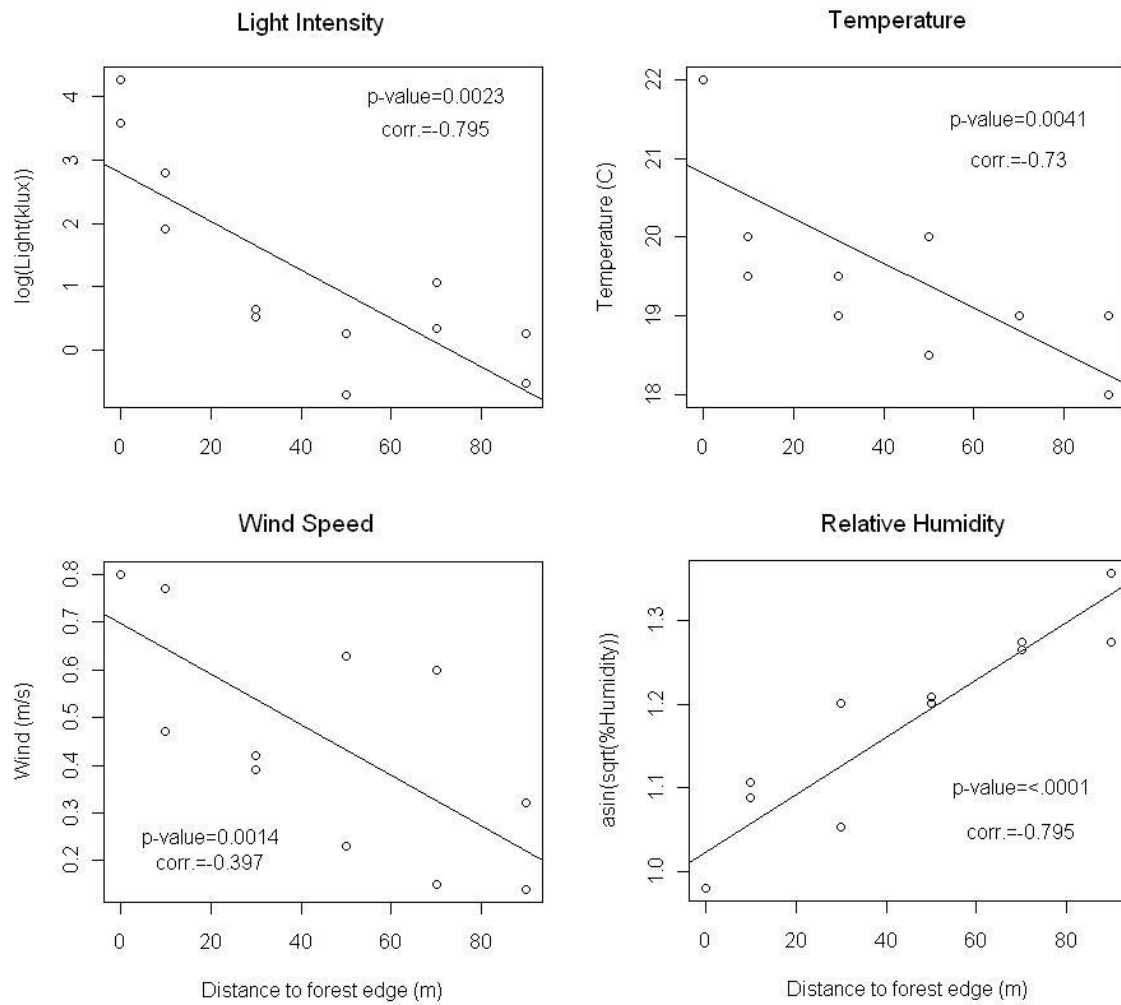 Light Intensity
log(Light(klux))
4
3
2
1
0
p-value=0.0023
corr.=-0.795
0 20 40 60 80
Temperature
Temperature (C)
22
21
20
19
18
p-value=0.0041
corr.=-0.73
0 20 40 60 80
Wind Speed
Wind (m/s)
0.8
0.7
0.6
0.5
0.4
0.3
0.2
p-value=0.0014
corr.=-0.397
0 20 40 60 80
Distance to forest edge (m)
Relative Humidity
asin(sqrt(%Humidity))
1.3
1.2
1.1
1.0
p-value=<.0001
corr.=-0.795
0 20 40 60 80
Distance to forest edge (m)